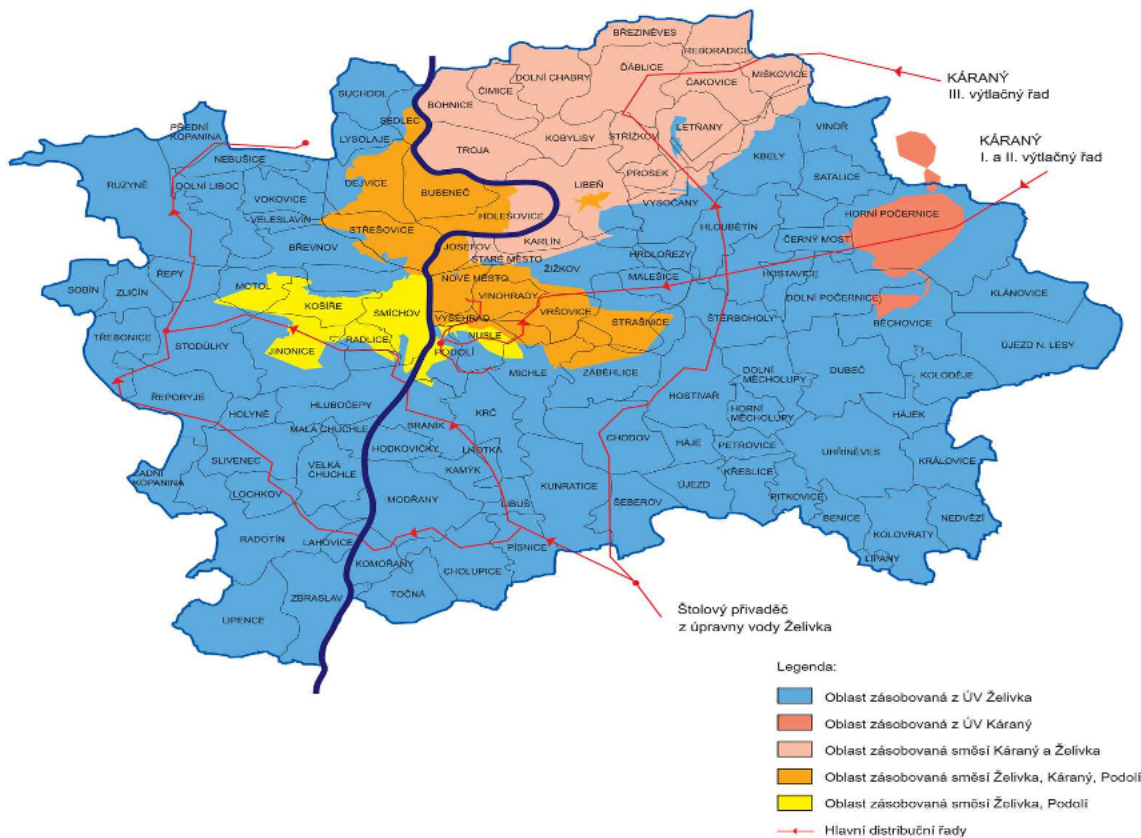 BŘEZINĚVES
ĎÁBLICE
DOLNÍ CHABRY
ČIMICE
BOHNICE
ČAKOVICE
MIŠKOVICE
KÁRANÝ
III. výtlačný řad
KÁRANÝ
I. a II. výtlačný řad
SUCHDOL
SEDLEC
LYSOLAJE
PŘEDNÍ
KOPANINA
NEBUŠICE
RUZYNĚ
DOLNÍ LIBOC
VOKOVICE
VELESLAVÍN
DEJVICE
BUBENEČ
TROJA
KOBYLISY
STŘÍŽKOV
LETŇANY
PROSEK
LIBEŇ
KBELY
VINOŘ
SATALICE
VYSOČANY
HLOUBĚTÍN
HORNÍ POČERNICE
ČERNÝ MOST
HOLEŠOVICE
STŘEŠOVICE
BŘEVNOV
JOSEFOV
KARLÍN
STARÉ MĚSTO
ŽIŽKOV
HRDLOŘEZY
MALEŠICE
HOSTAVICE
DOLNÍ POČERNICE
KLÁNOVICE
BĚCHOVICE
ÚJEZD N. LESY
KOLODĚJE
ŘEPY
SOBÍN
ZLIČÍN
MOTOL
KOŠÍŘE
SMÍCHOV
NOVÉ MĚSTO
VINOHRADY
VYŠEHRAD
VRŠOVICE
STRAŠNICE
ŠTĚRBOHOLY
TŘEBONICE
STODŮLKY
JINONICE
RADLICE
PODOLÍ
NUSLE
MICHLE
ZÁBĚHLICE
DOLNÍ
MĚCHOLUPY
DUBEČ
HÁJEK
ŘEPORYJE
HOLYNĚ
HLUBOČEPY
MALÁ CHUCHLE
BRANÍK
KRČ
HOSTIVAŘ
HORNÍ
MĚCHOLUPY
PETROVICE
UHŘÍNĚVES
KRÁLOVICE
SLIVENEC
VELKÁ
CHUCHLE
HODKOVIČKY
LHOTKA
KAMÝK
CHODOV
HÁJE
KŘESLICE
ZADNÍ
KOPANINA
LOCHKOV
MODŘANY
LIBUŠ
KUNRATICE
ŠEBEROV
ÚJEZD
PITKOVICE
BENICE
KOLOVRATY
NEDVĚZÍ
LIPANY
RADOTÍN
LAHOVICE
KOMOŘANY
CHOLUPICE
PÍSNICE
TOČNÁ
ZBRASLAV
LIPENCE
Štolový přivaděč
z úpravny vody Želivka
Legenda:
Oblast zásobovaná z ÚV Želivka
Oblast zásobovaná z ÚV Káraný
Oblast zásobovaná směsí Káraný a Želivka
Oblast zásobovaná směsí Želivka, Káraný, Podolí
Oblast zásobovaná směsí Želivka, Podolí
Hlavní distribuční řady